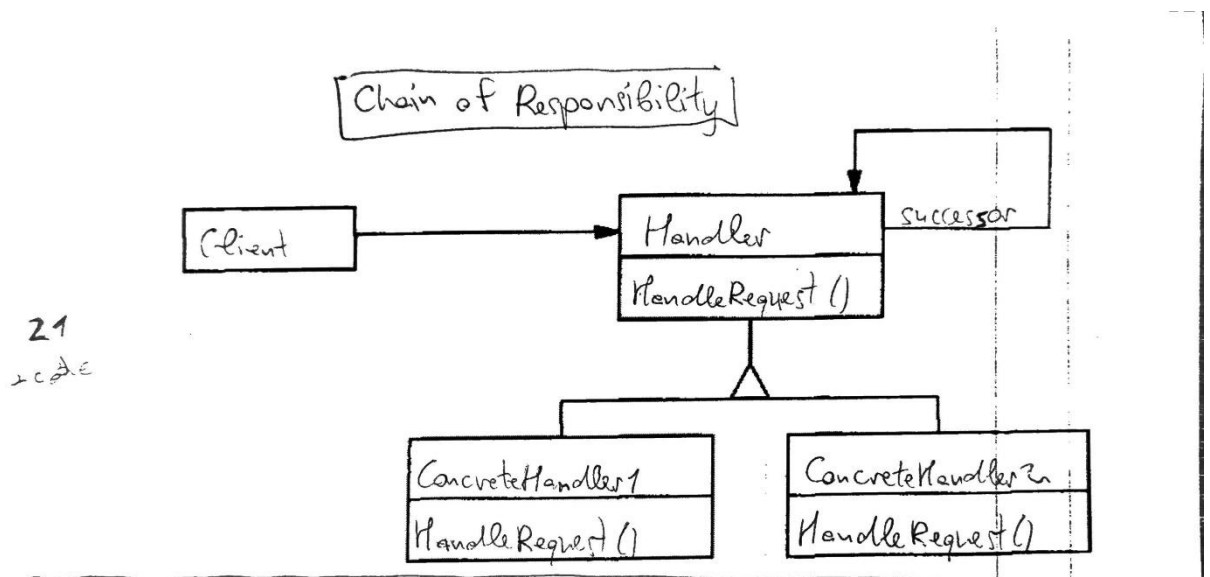 Chain of Responsibility
Client
Handler
successor
HandleRequest ()
21
ConcreteHandler1
ConcreteHandler2
HandleRequest ()
HandleRequest ()